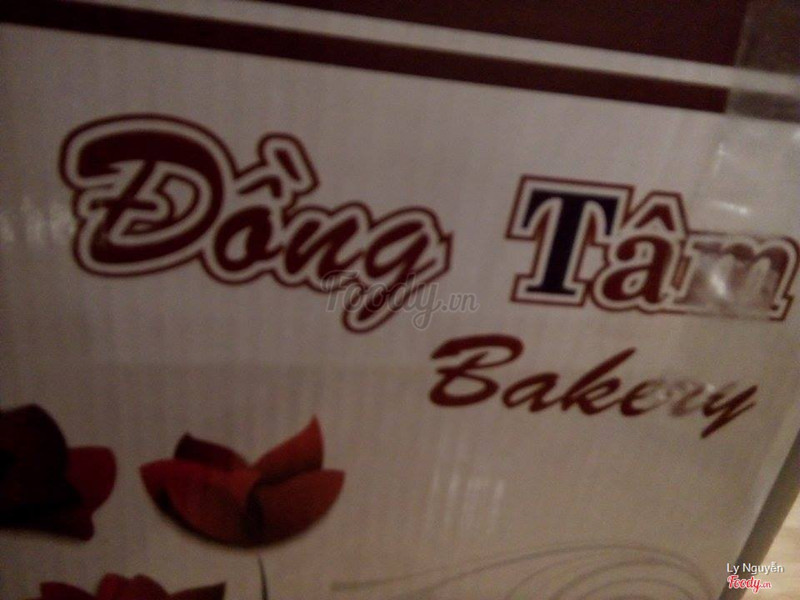 Đồng Tâm
Foody.vn
Bakery
Ly Nguyễn
Foody.vn